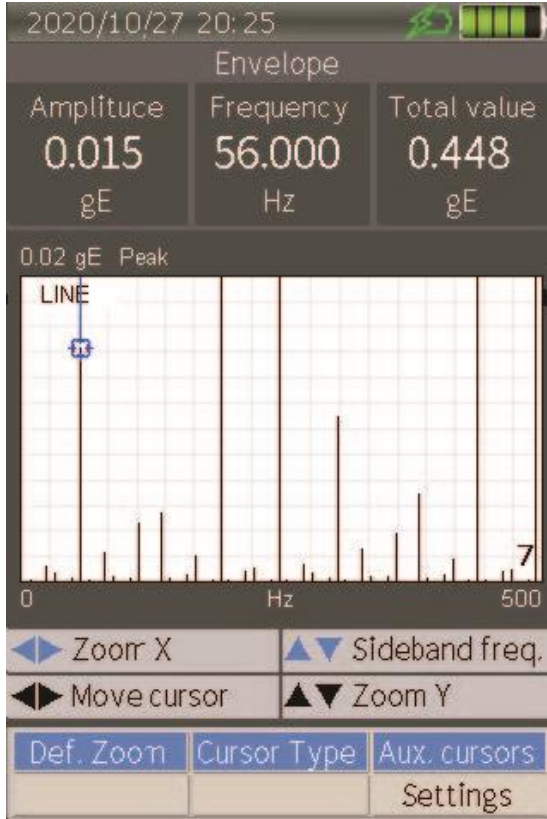 2020/10/27 20:25
Envelope
Amplituce Frequency Total value
0.015 56.000 0.448
gE Hz gE
0.02 gE Peak
LINE
7
0 Hz 500
Zoom X Sideband freq.
Move cursor Zoom Y
Def. Zoom Cursor Type Aux. cursors
Settings